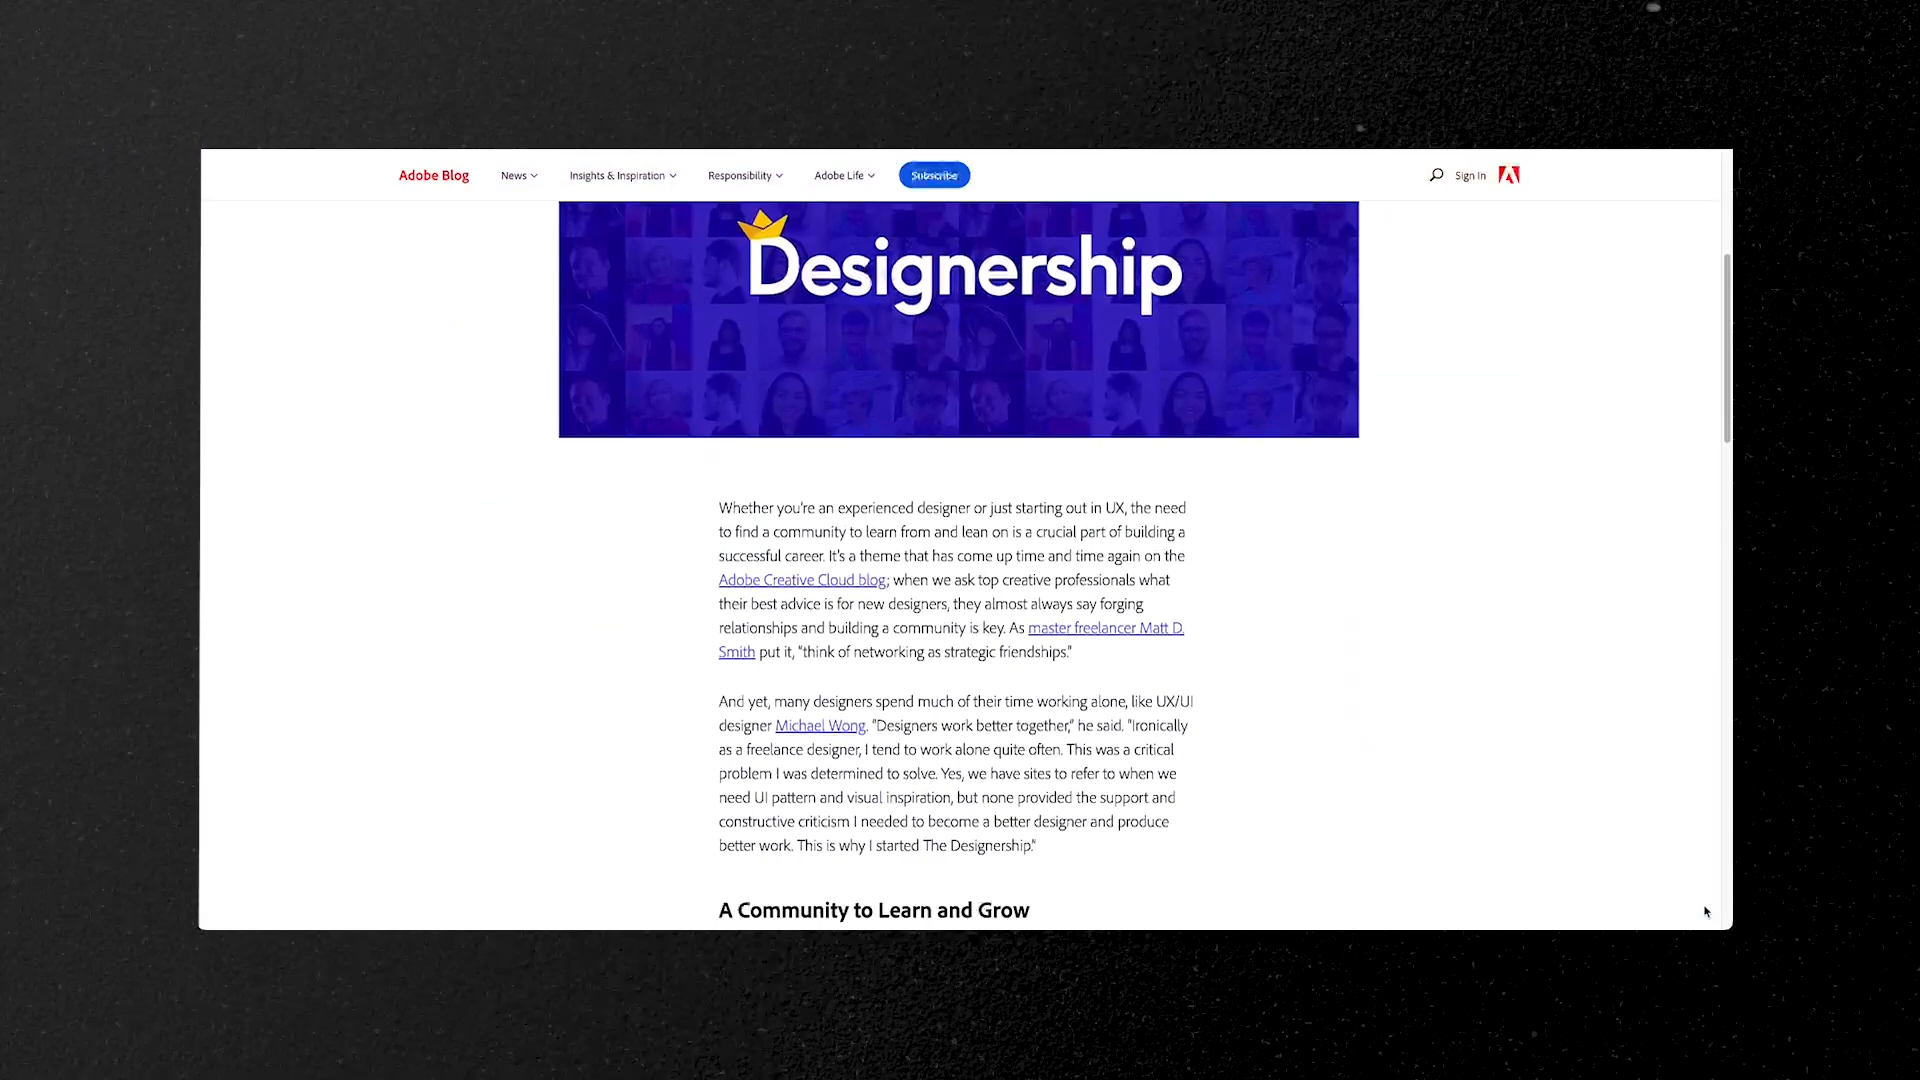 Adobe Blog News Insights & Inspiration Responsibility Adobe Life Subscribe Sign In
Designership
Whether you're an experienced designer or just starting out in UX, the need
to find a community to learn from and lean on is a crucial part of building a
successful career. It's a theme that has come up time and time again on the
Adobe Creative Cloud blog; when we ask top creative professionals what
their best advice is for new designers, they almost always say forging
relationships and building a community is key. As master freelancer Matt D.
Smith put it, "think of networking as strategic friendships."
And yet, many designers spend much of their time working alone, like UX/UI
designer Michael Wong. "Designers work better together," he said. "Ironically
as a freelance designer, I tend to work alone quite often. This was a critical
problem I was determined to solve. Yes, we have sites to refer to when we
need UI pattern and visual inspiration, but none provided the support and
constructive criticism I needed to become a better designer and produce
better work. This is why I started The Designership."
A Community to Learn and Grow